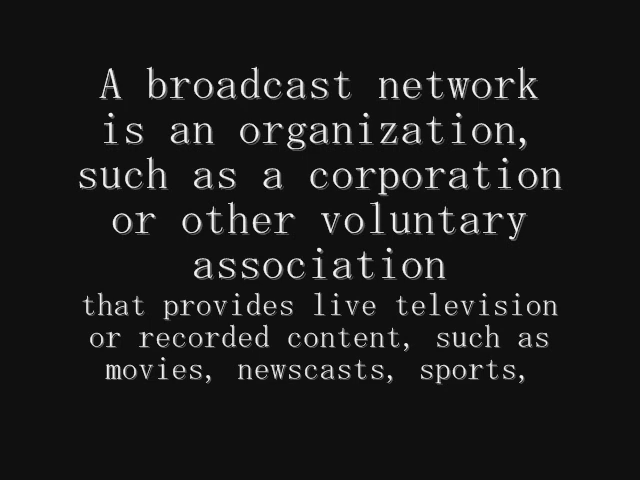 A broadcast network
is an organization,
such as a corporation
or other voluntary
association
that provides live television
or recorded content, such as
movies, newscasts, sports,